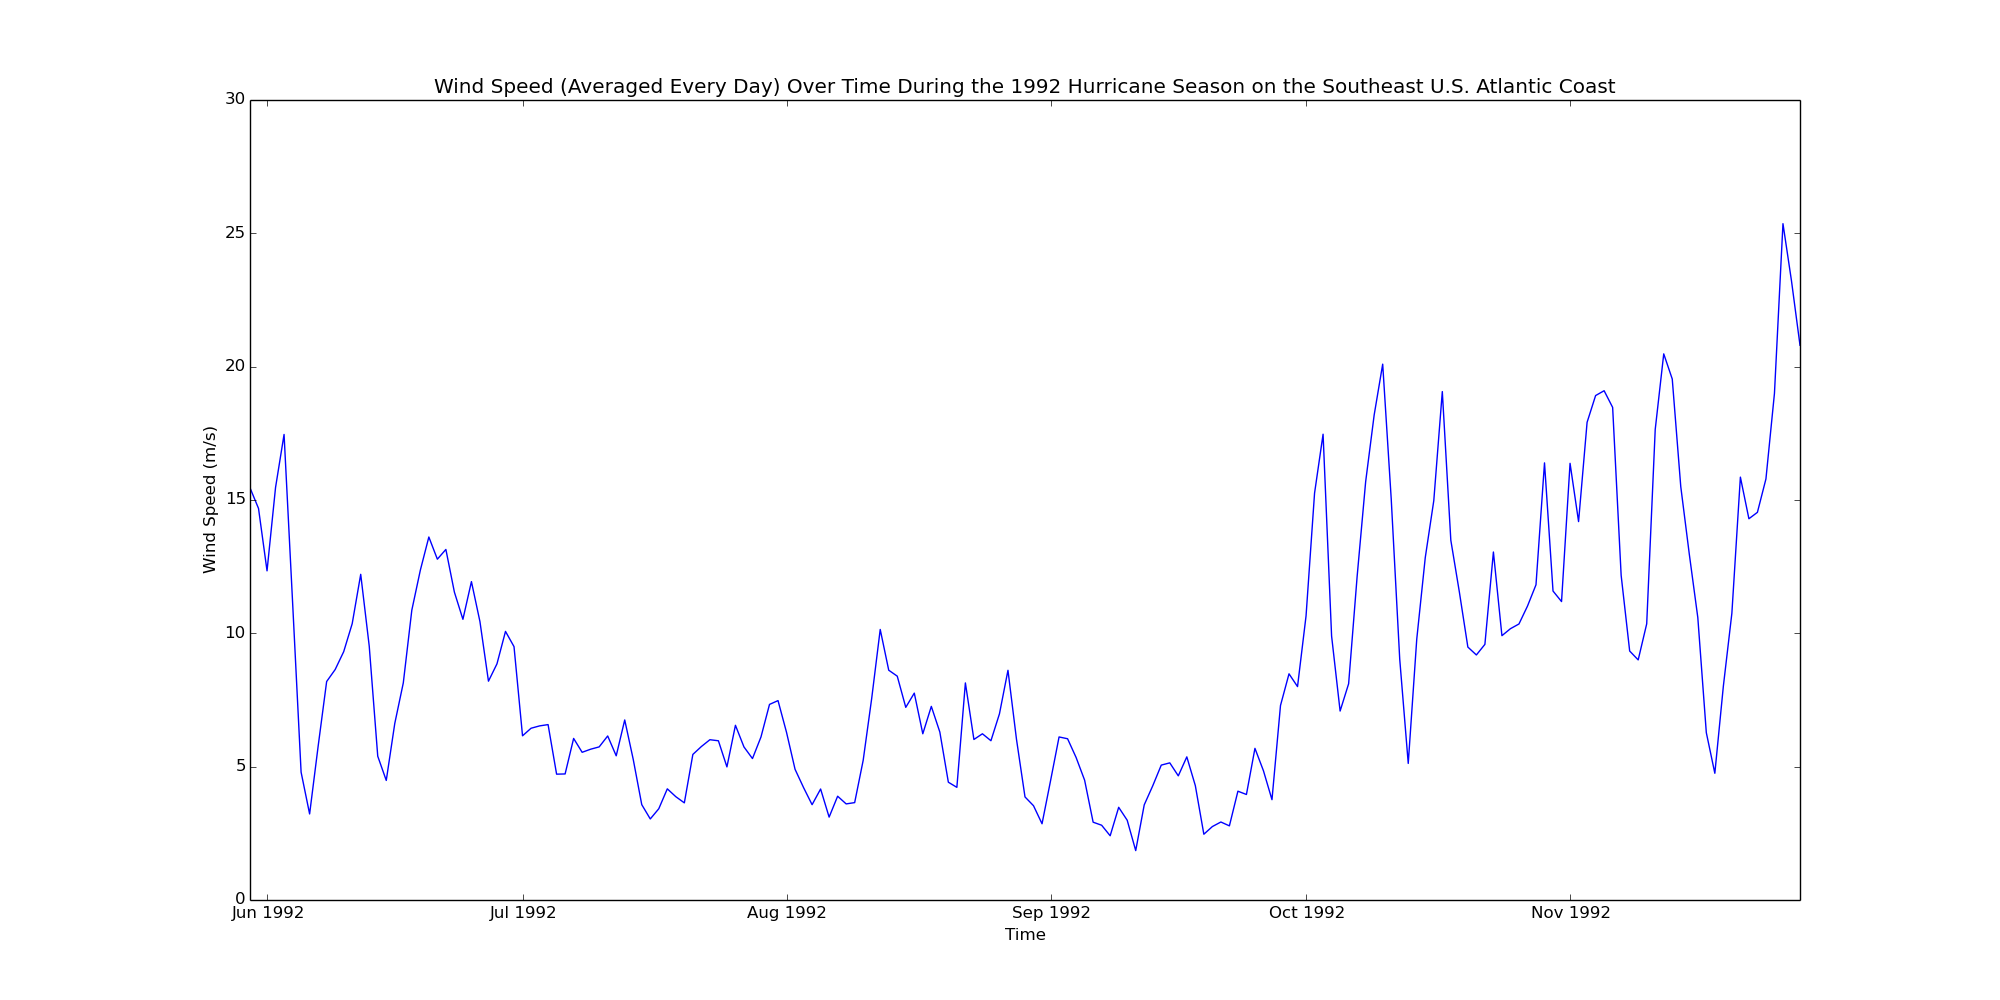 Wind Speed (Averaged Every Day) Over Time During the 1992 Hurricane Season on the Southeast U.S. Atlantic Coast
30
25
20
15
10
5
0
Wind Speed (m/s)
Jun 1992 Jul 1992 Aug 1992 Sep 1992 Oct 1992 Nov 1992
Time